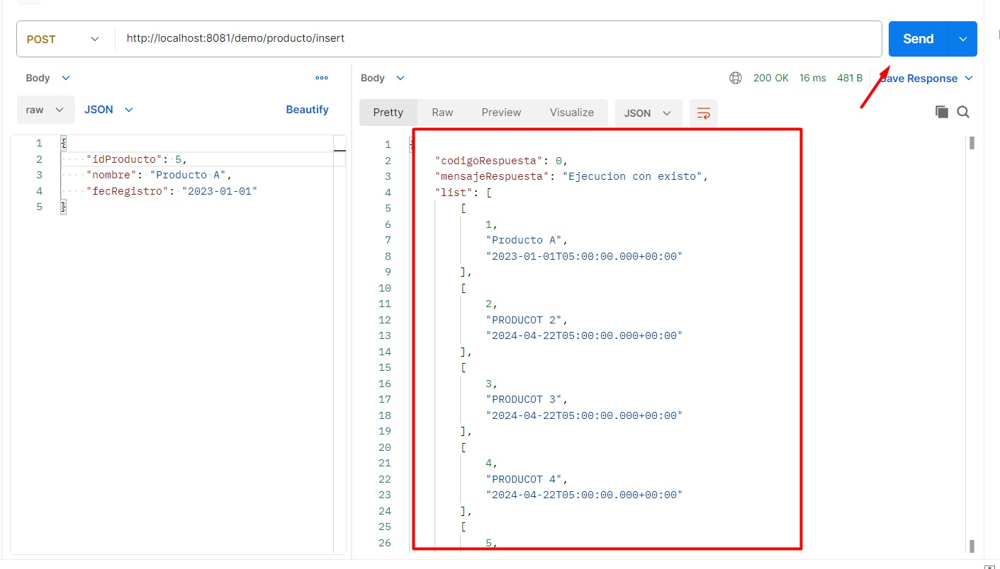 POST http://localhost:8081/demo/producto/insert Send
Body
raw JSON Beautify
1 {
2 "idProducto": 5,
3 "nombre": "Producto A",
4 "fecRegistro": "2023-01-01"
5 }
Body 200 OK 16 ms 481 B Save Response
Pretty Raw Preview Visualize JSON
1 {
2 "codigoRespuesta": 0,
3 "mensajeRespuesta": "Ejecucion con existo",
4 "list": [
5 [
6 1,
7 "Producto A",
8 "2023-01-01T05:00:00.000+00:00"
9 ],
10 [
11 2,
12 "PRODUCOT 2",
13 "2024-04-22T05:00:00.000+00:00"
14 ],
15 [
16 3,
17 "PRODUCOT 3",
18 "2024-04-22T05:00:00.000+00:00"
19 ],
20 [
21 4,
22 "PRODUCOT 4",
23 "2024-04-22T05:00:00.000+00:00"
24 ],
25 [
26 5,